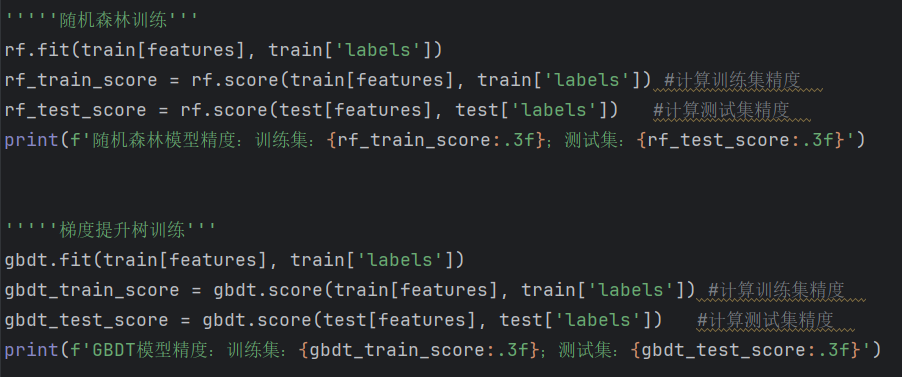 '''''随机森林训练'''
rf.fit(train[features], train['labels'])
rf_train_score = rf.score(train[features], train['labels']) #计算训练集精度
rf_test_score = rf.score(test[features], test['labels'])   #计算测试集精度
print(f'随机森林模型精度：训练集：{rf_train_score:.3f}；测试集：{rf_test_score:.3f}')
'''''梯度提升树训练'''
gbdt.fit(train[features], train['labels'])
gbdt_train_score = gbdt.score(train[features], train['labels']) #计算训练集精度
gbdt_test_score = gbdt.score(test[features], test['labels'])   #计算测试集精度
print(f'GBDT模型精度：训练集：{gbdt_train_score:.3f}；测试集：{gbdt_test_score:.3f}')